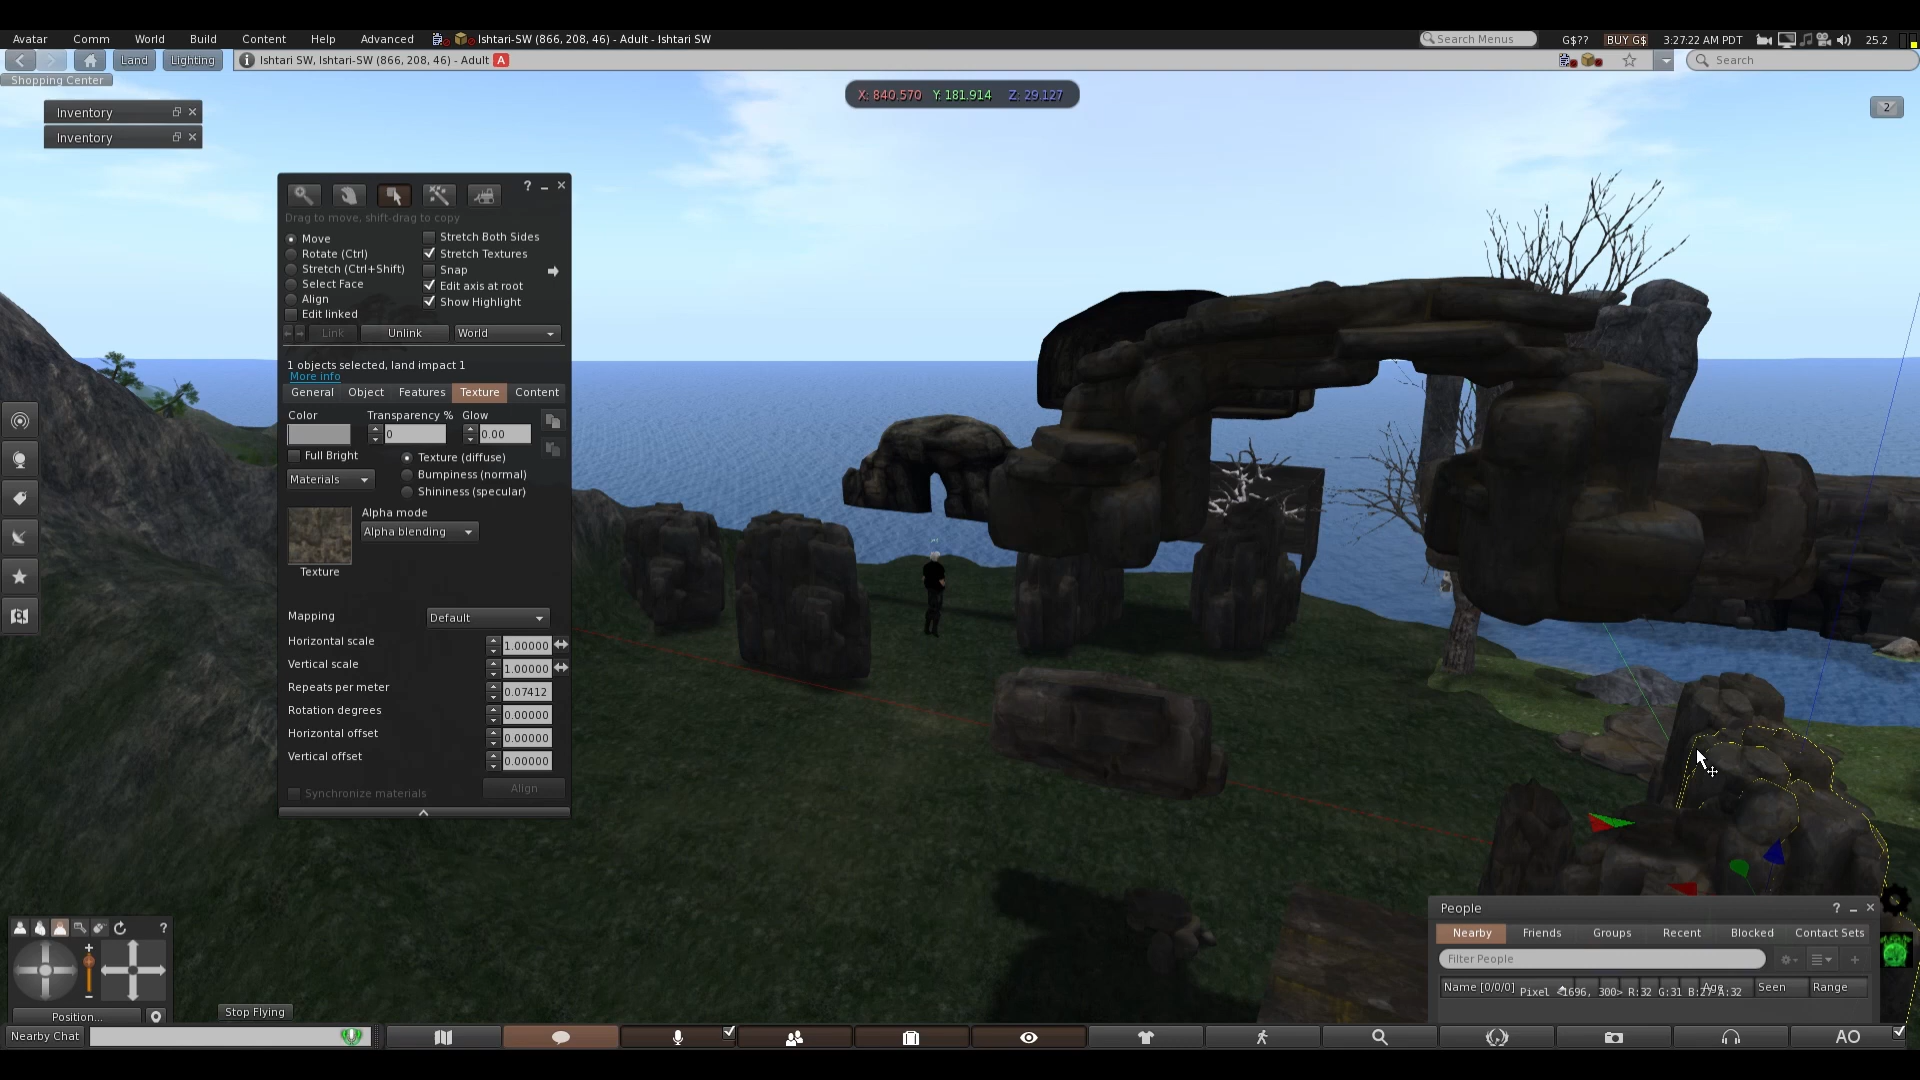 Avatar Comm World Build Content Help Advanced Ishtari-SW (866, 208, 46) - Adult - Ishtari SW Search Menus G$?? BUY G$ 3:27:22 AM PDT 25.2
Land Lighting Ishtari SW, Ishtari-SW (866, 208, 46) - Adult A Search
Shopping Center
X: 840.570 Y: 181.914 Z: 29.127
2
Inventory
Inventory
?
Drag to move, shift-drag to copy
Move Stretch Both Sides
Rotate (Ctrl) Stretch Textures
Stretch (Ctrl+Shift) Snap
Select Face Edit axis at root
Align Show Highlight
Edit linked
Link Unlink World
1 objects selected, land impact 1
More info
General Object Features Texture Content
Color Transparency % Glow
0 0.00
Full Bright Texture (diffuse)
Materials Bumpiness (normal)
Shininess (specular)
Alpha mode
Alpha blending
Texture
Mapping Default
Horizontal scale 1.00000
Vertical scale 1.00000
Repeats per meter 0.07412
Rotation degrees 0.00000
Horizontal offset 0.00000
Vertical offset 0.00000
Synchronize materials Align
People ?
Nearby Friends Groups Recent Blocked Contact Sets
Filter People
Name [0/0/0] Age Seen Range
Pixel <1696, 300> R:32 G:31 B:27 A:32
?
Position...
Stop Flying
Nearby Chat AO